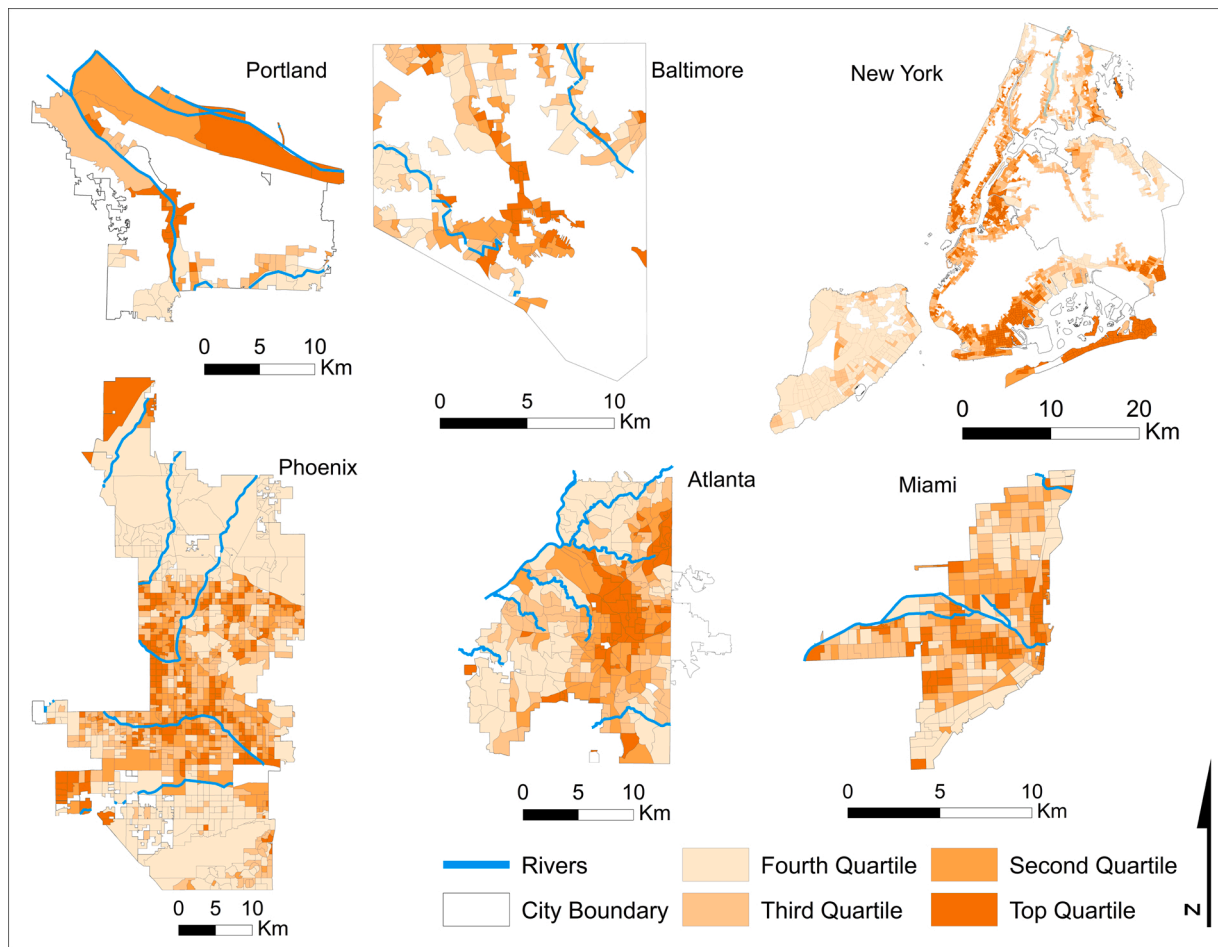 Portland
Baltimore
New York
0 5 10
Km
0 5 10
Km
0 10 20
Km
Phoenix
Atlanta
Miami
0 5 10
Km
0 5 10
Km
0 5 10
Km
Rivers
Fourth Quartile
Second Quartile
City Boundary
Third Quartile
Top Quartile
N